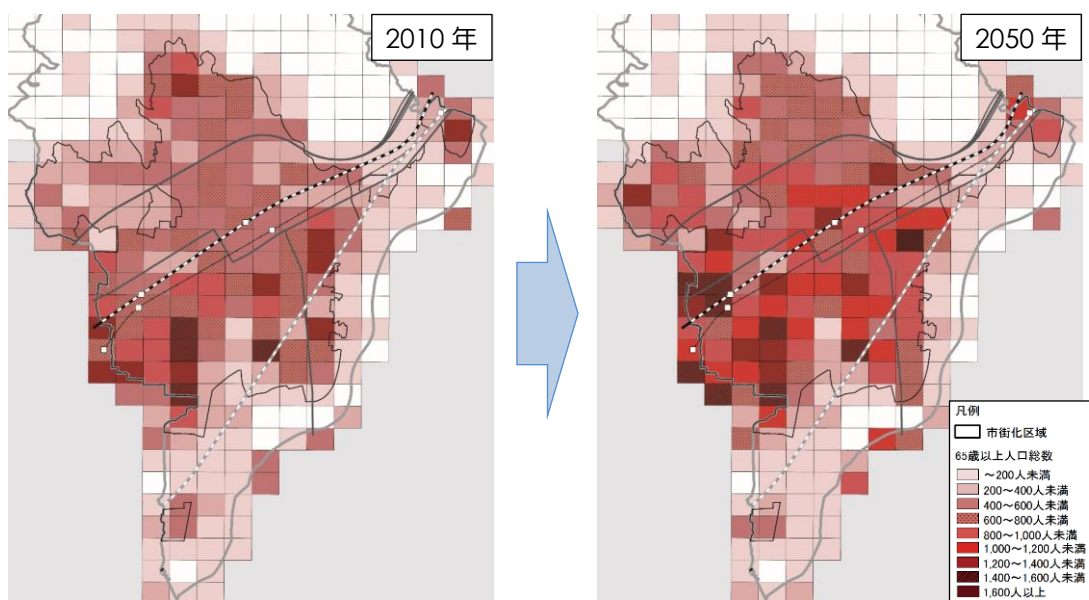 2010 年
2050 年
凡例
市街化区域
65歳以上人口総数
～200人未満
200～400人未満
400～600人未満
600～800人未満
800～1,000人未満
1,000～1,200人未満
1,200～1,400人未満
1,400～1,600人未満
1,600人以上